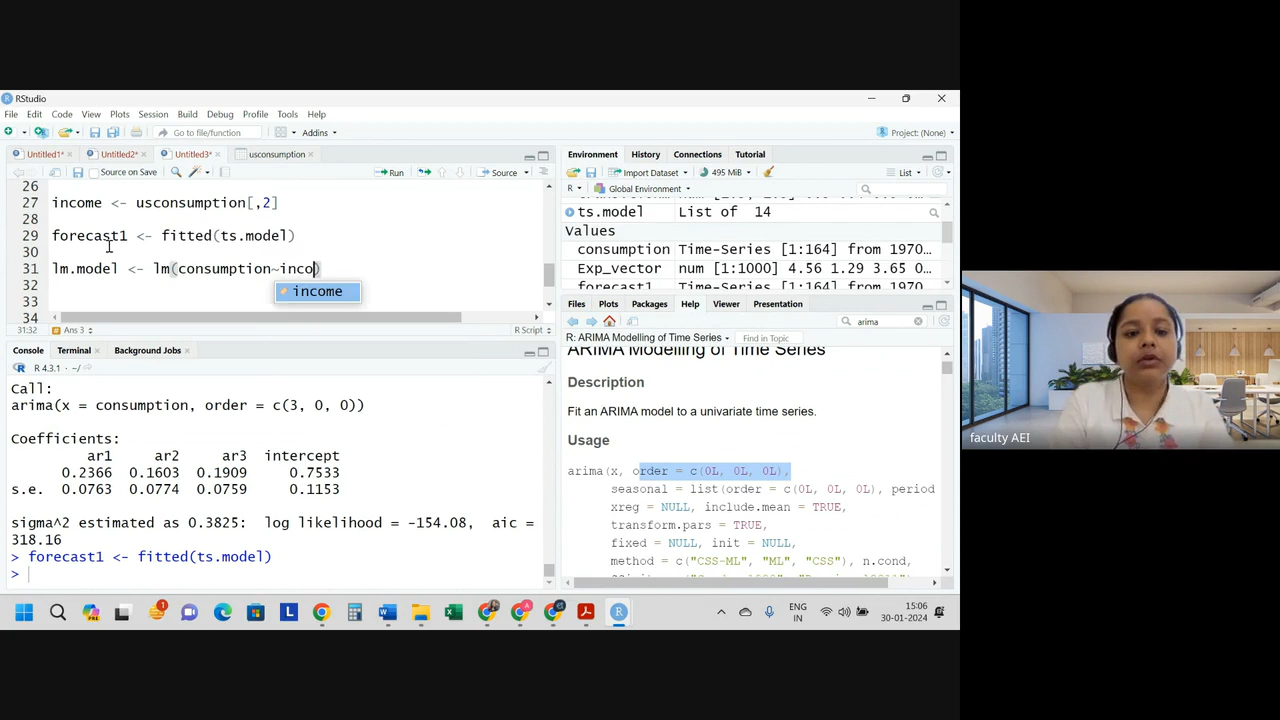 RStudio
File Edit Code View Plots Session Build Debug Profile Tools Help
Go to file/function Addins Project: (None)
Untitled1* Untitled2* Untitled3* usconsumption
Source on Save Run Source
26
27 income <- usconsumption[,2]
28
29 forecast1 <- fitted(ts.model)
30
31 lm.model <- lm(consumption~inco)
income
32
33
34
31:32 Ans 3 R Script
Console Terminal Background Jobs
R 4.3.1 · ~/
Call:
arima(x = consumption, order = c(3, 0, 0))
Coefficients:
ar1 ar2 ar3 intercept
0.2366 0.1603 0.1909 0.7533
s.e. 0.0763 0.0774 0.0759 0.1153
sigma^2 estimated as 0.3825: log likelihood = -154.08, aic =
318.16
> forecast1 <- fitted(ts.model)
>
Environment History Connections Tutorial
Import Dataset 495 MiB List
R Global Environment
ts.model List of 14
Values
consumption Time-Series [1:164] from 1970…
Exp_vector num [1:1000] 4.56 1.29 3.65 0…
Files Plots Packages Help Viewer Presentation
arima
R: ARIMA Modelling of Time Series Find in Topic
ARIMA Modelling of Time Series
Description
Fit an ARIMA model to a univariate time series.
Usage
arima(x, order = c(0L, 0L, 0L),
seasonal = list(order = c(0L, 0L, 0L), period
xreg = NULL, include.mean = TRUE,
transform.pars = TRUE,
fixed = NULL, init = NULL,
method = c("CSS-ML", "ML", "CSS"), n.cond,
faculty AEI
ENG
IN
15:06
30-01-2024